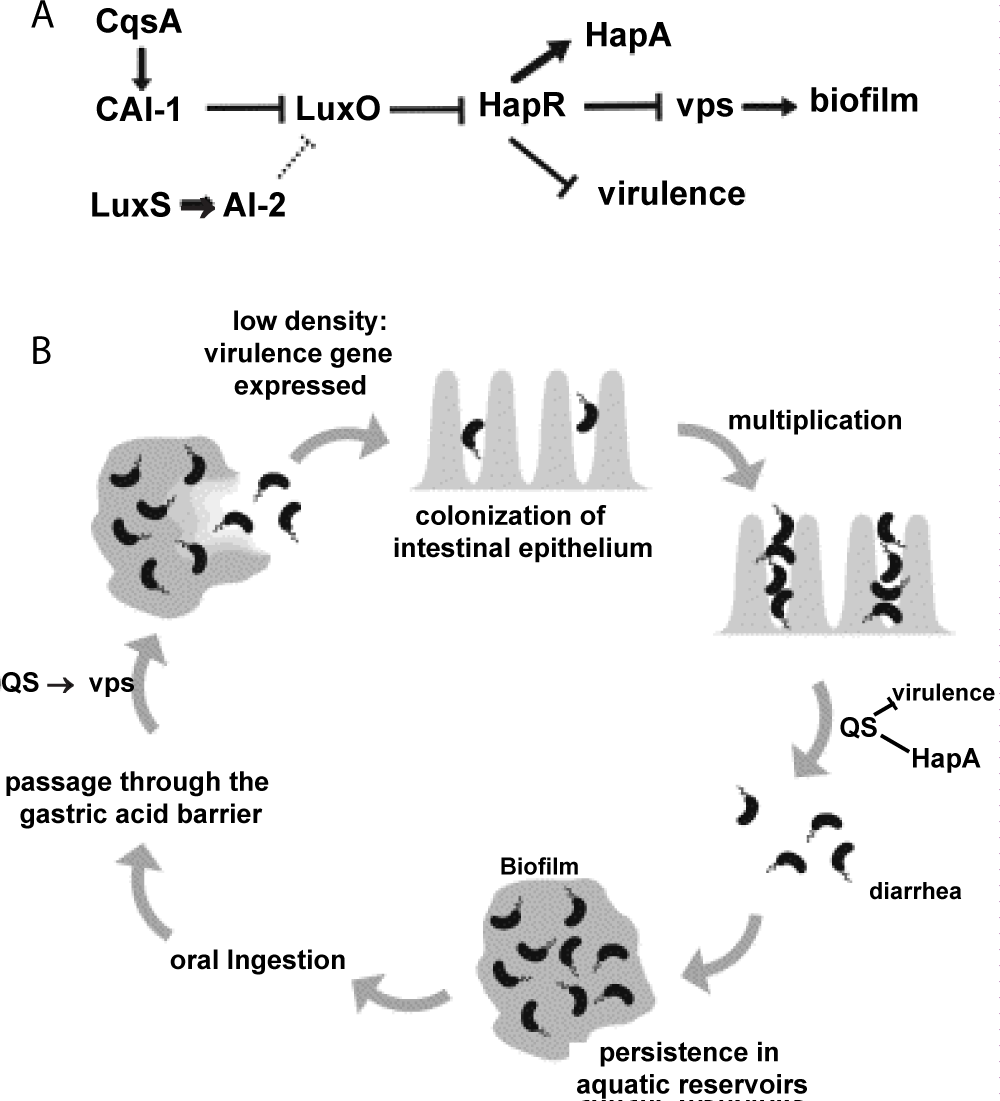 A
CqsA
HapA
CAI-1
LuxO
HapR
vps
biofilm
LuxS
AI-2
virulence
B
low density:
virulence gene
expressed
multiplication
colonization of
intestinal epithelium
QS → vps
virulence
QS
HapA
passage through the
gastric acid barrier
Biofilm
diarrhea
oral Ingestion
persistence in
aquatic reservoirs